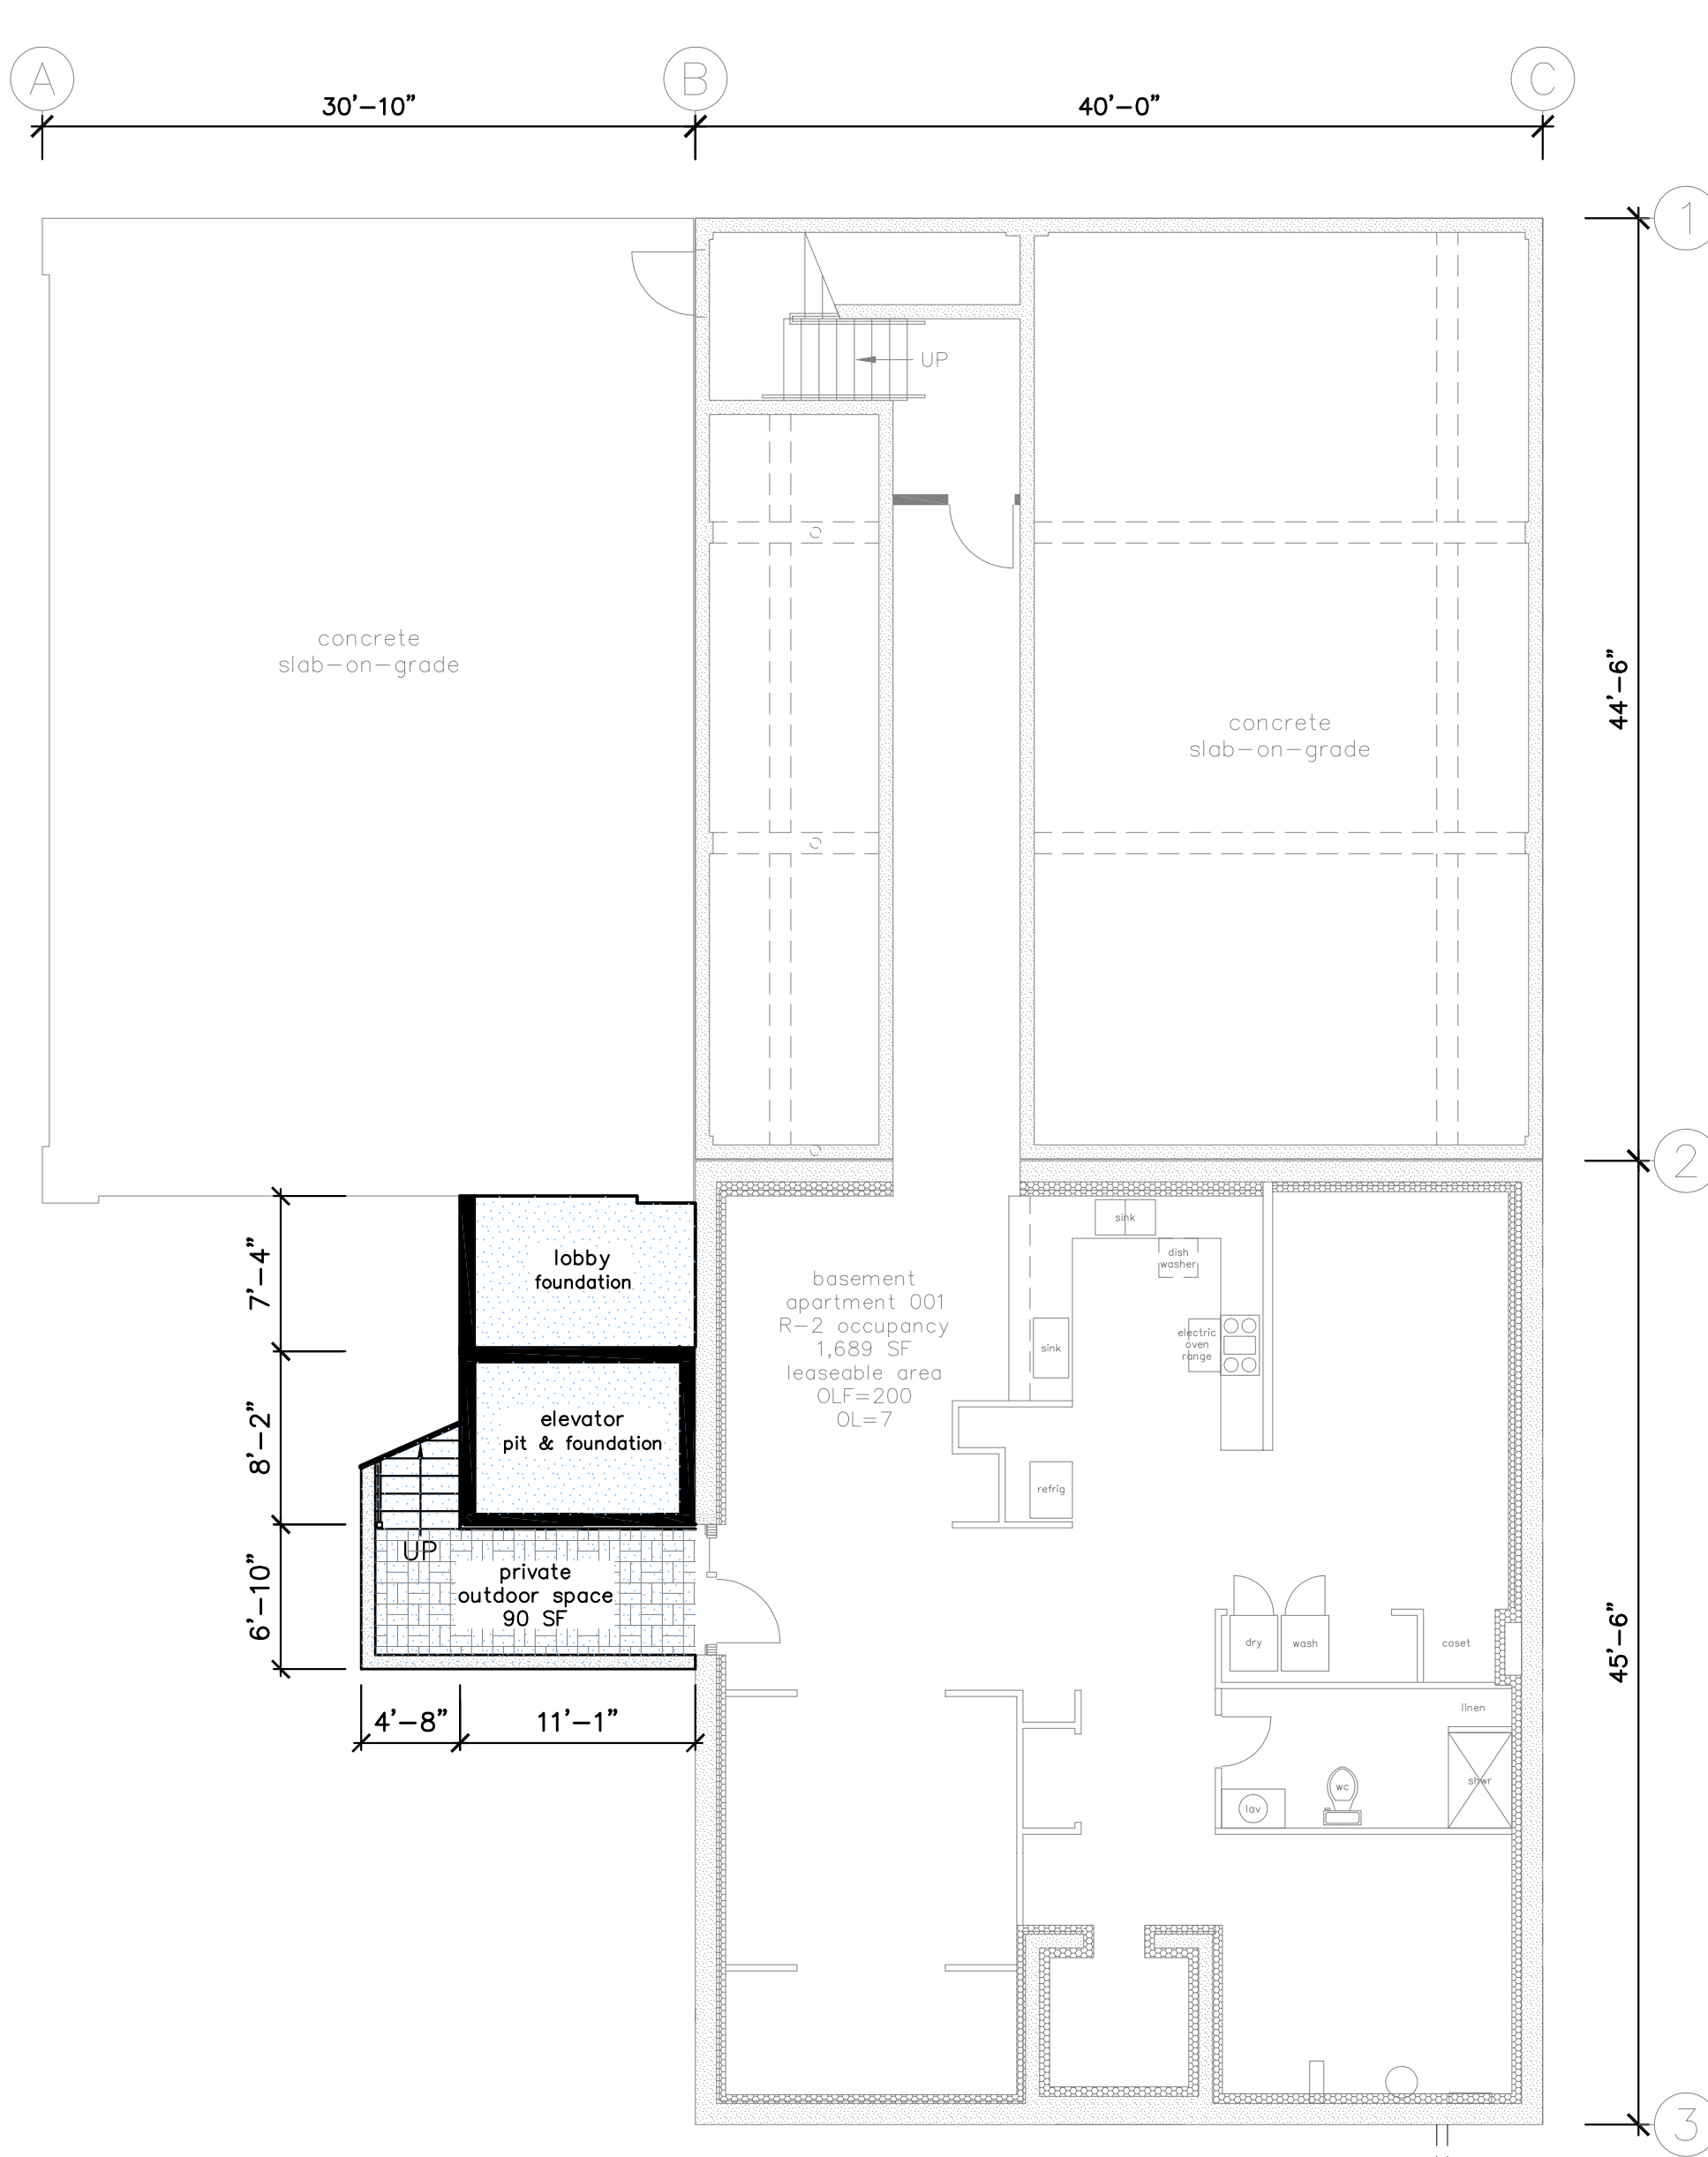 A
B
C
30'-10"
40'-0"
1
UP
concrete
slab-on-grade
44'-6"
concrete
slab-on-grade
2
7'-4"
lobby
foundation
sink
dish
washer
basement
apartment 001
R-2 occupancy
1,689 SF
leaseable area
OLF=200
OL=7
sink
electric
oven
range
8'-2"
elevator
pit & foundation
refrig
UP
6'-10"
private
outdoor space
90 SF
dry
wash
coset
45'-6"
linen
4'-8"
11'-1"
wc
shwr
lav
3